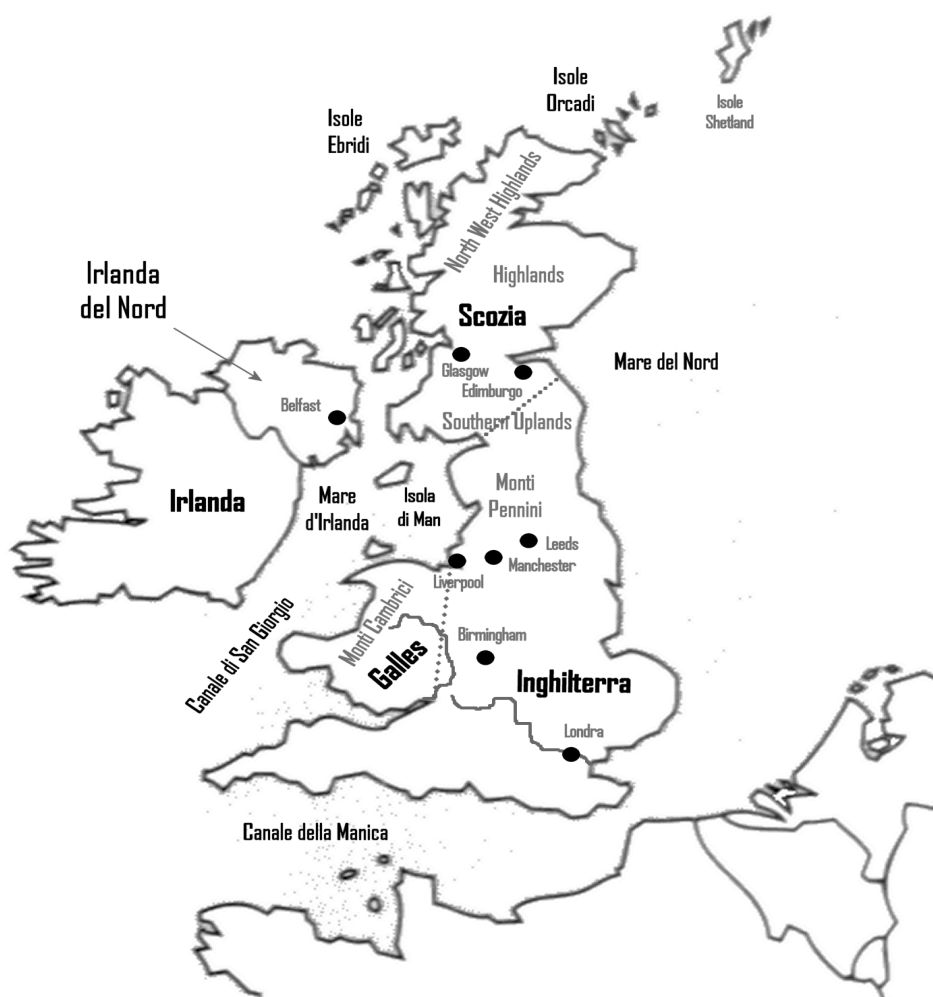 Isole
Shetland
Isole
Orcadi
Isole
Ebridi
North West Highlands
Highlands
Irlanda
del Nord
Scozia
Glasgow
Mare del Nord
Edimburgo
Belfast
Southern Uplands
Monti
Pennini
Irlanda
Mare
d'Irlanda
Isola
di Man
Leeds
Manchester
Liverpool
Monti Cambrici
Canale di San Giorgio
Birmingham
Galles
Inghilterra
Londra
Canale della Manica